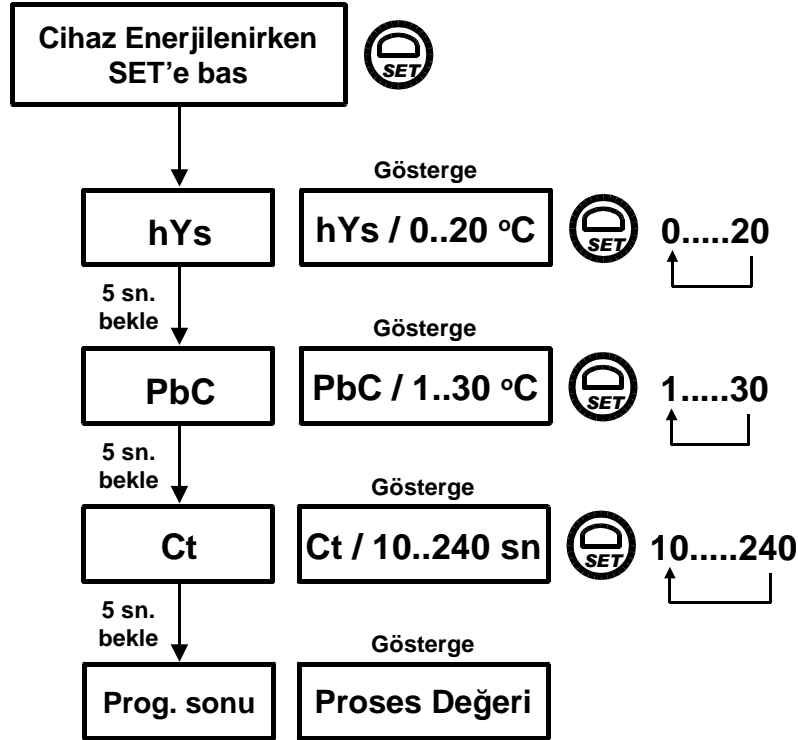 Cihaz Enerjilenirken
SET'e bas
SET
Gösterge
hYs
hYs / 0..20 °C
SET
0.....20
5 sn.
bekle
Gösterge
PbC
PbC / 1..30 °C
SET
1.....30
5 sn.
bekle
Gösterge
Ct
Ct / 10..240 sn
SET
10.....240
5 sn.
bekle
Gösterge
Prog. sonu
Proses Değeri